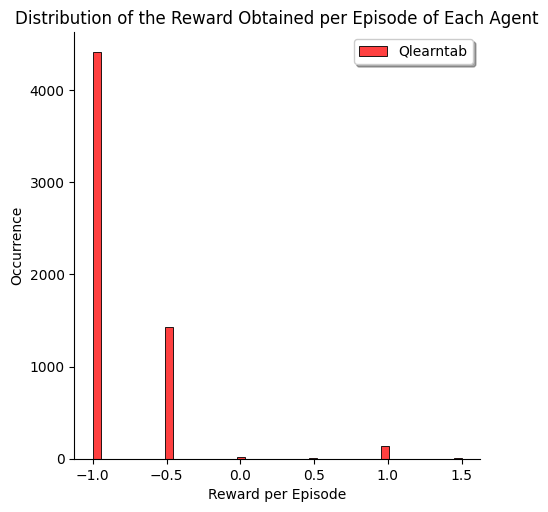 Distribution of the Reward Obtained per Episode of Each Agent
Qlearntab
4000
3000
2000
1000
0
Occurrence
−1.0 −0.5 0.0 0.5 1.0 1.5
Reward per Episode